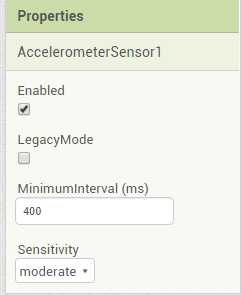 Properties
AccelerometerSensor1
Enabled
LegacyMode
MinimumInterval (ms)
400
Sensitivity
moderate